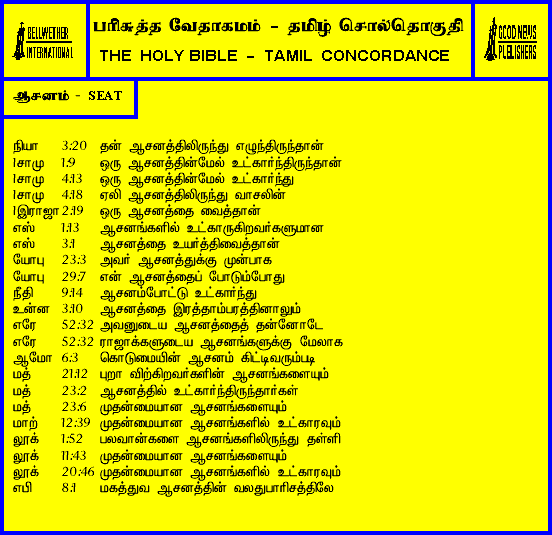 BELLWETHER
INTERNATIONAL
பரிசுத்த வேதாகமம் - தமிழ் சொல்தொகுதி
THE HOLY BIBLE - TAMIL CONCORDANCE
GOOD NEWS
PUBLISHERS
ஆசனம் - SEAT
நியா 3:20 தன் ஆசனத்திலிருந்து எழுந்திருந்தான்
1சாமு 1:9 ஒரு ஆசனத்தின்மேல் உட்கார்ந்திருந்தான்
1சாமு 4:13 ஒரு ஆசனத்தின்மேல் உட்கார்ந்து
1சாமு 4:18 ஏலி ஆசனத்திலிருந்து வாசலின்
1இராஜா 2:19 ஒரு ஆசனத்தை வைத்தான்
எஸ் 1:13 ஆசனங்களில் உட்காருகிறவர்களுமான
எஸ் 3:1 ஆசனத்தை உயர்த்திவைத்தான்
யோபு 23:3 அவர் ஆசனத்துக்கு முன்பாக
யோபு 29:7 என் ஆசனத்தைப் போடும்போது
நீதி 9:14 ஆசனம்போட்டு உட்கார்ந்து
உன்ன 3:10 ஆசனத்தை இரத்தாம்பரத்தினாலும்
எரே 52:32 அவனுடைய ஆசனத்தைத் தன்னோடே
எரே 52:32 ராஜாக்களுடைய ஆசனங்களுக்கு மேலாக
ஆமோ 6:3 கொடுமையின் ஆசனம் கிட்டிவரும்படி
மத் 21:12 புறா விற்கிறவர்களின் ஆசனங்களையும்
மத் 23:2 ஆசனத்தில் உட்கார்ந்திருந்தார்கள்
மத் 23:6 முதன்மையான ஆசனங்களையும்
மாற் 12:39 முதன்மையான ஆசனங்களில் உட்காரவும்
லூக் 1:52 பலவான்களை ஆசனங்களிலிருந்து தள்ளி
லூக் 11:43 முதன்மையான ஆசனங்களையும்
லூக் 20:46 முதன்மையான ஆசனங்களில் உட்காரவும்
எபி 8:1 மகத்துவ ஆசனத்தின் வலதுபாரிசத்திலே